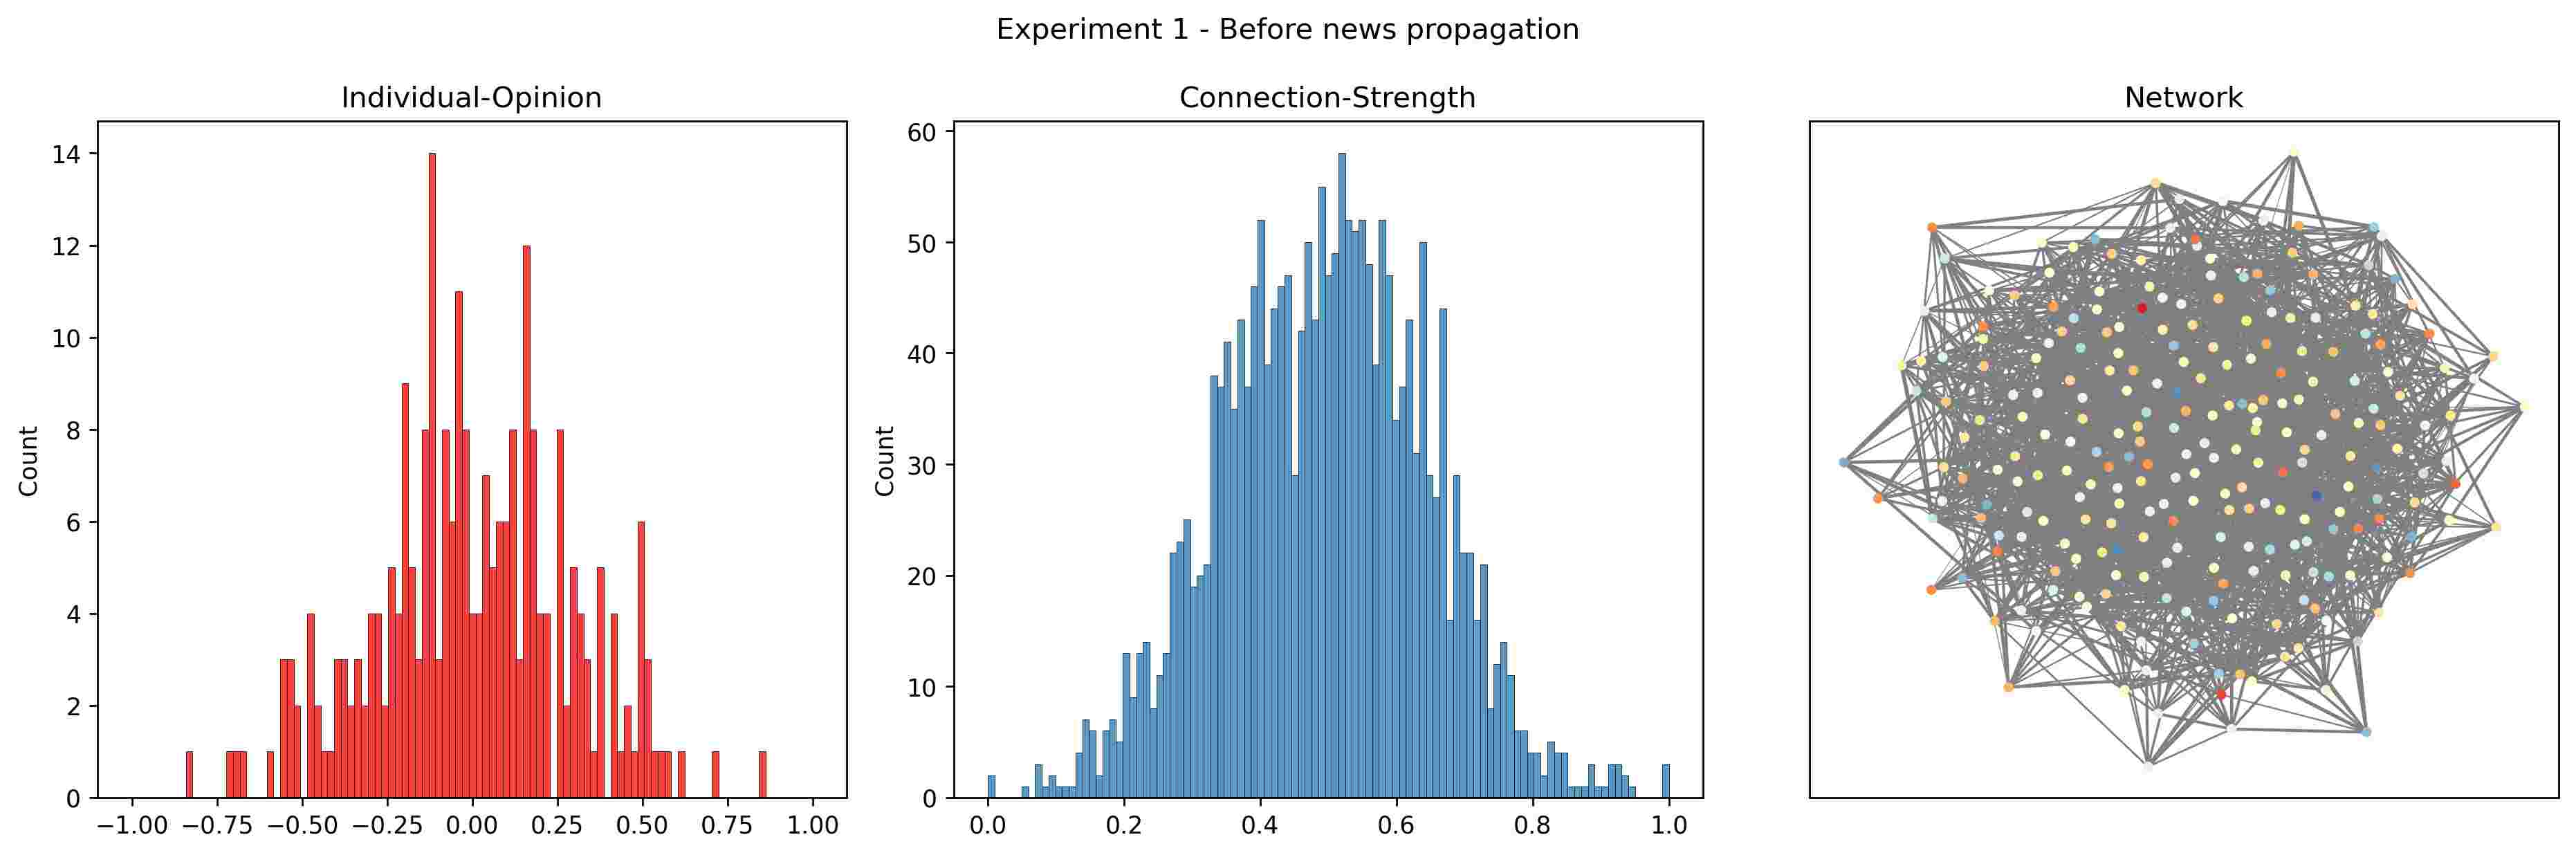 Experiment 1 - Before news propagation
Individual-Opinion
Count
14
12
10
8
6
4
2
0
−1.00 −0.75 −0.50 −0.25 0.00 0.25 0.50 0.75 1.00
Connection-Strength
Count
60
50
40
30
20
10
0
0.0 0.2 0.4 0.6 0.8 1.0
Network